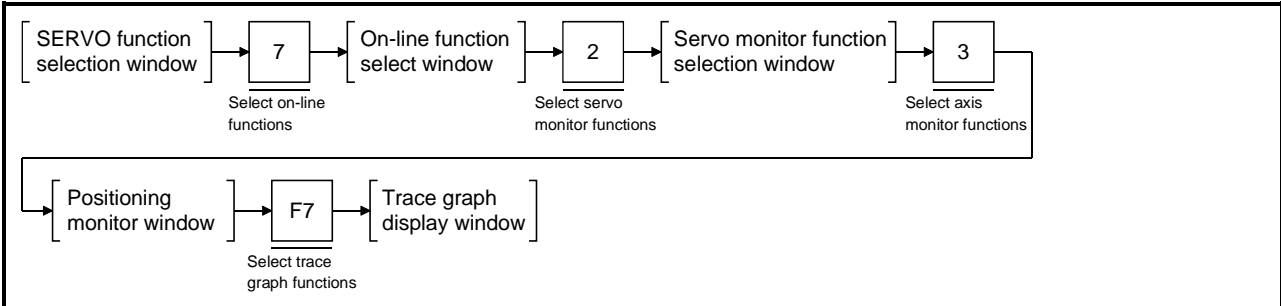 SERVO function
selection window
7
Select on-line
functions
On-line function
select window
2
Select servo
monitor functions
Servo monitor function
selection window
3
Select axis
monitor functions
Positioning
monitor window
F7
Select trace
graph functions
Trace graph
display window